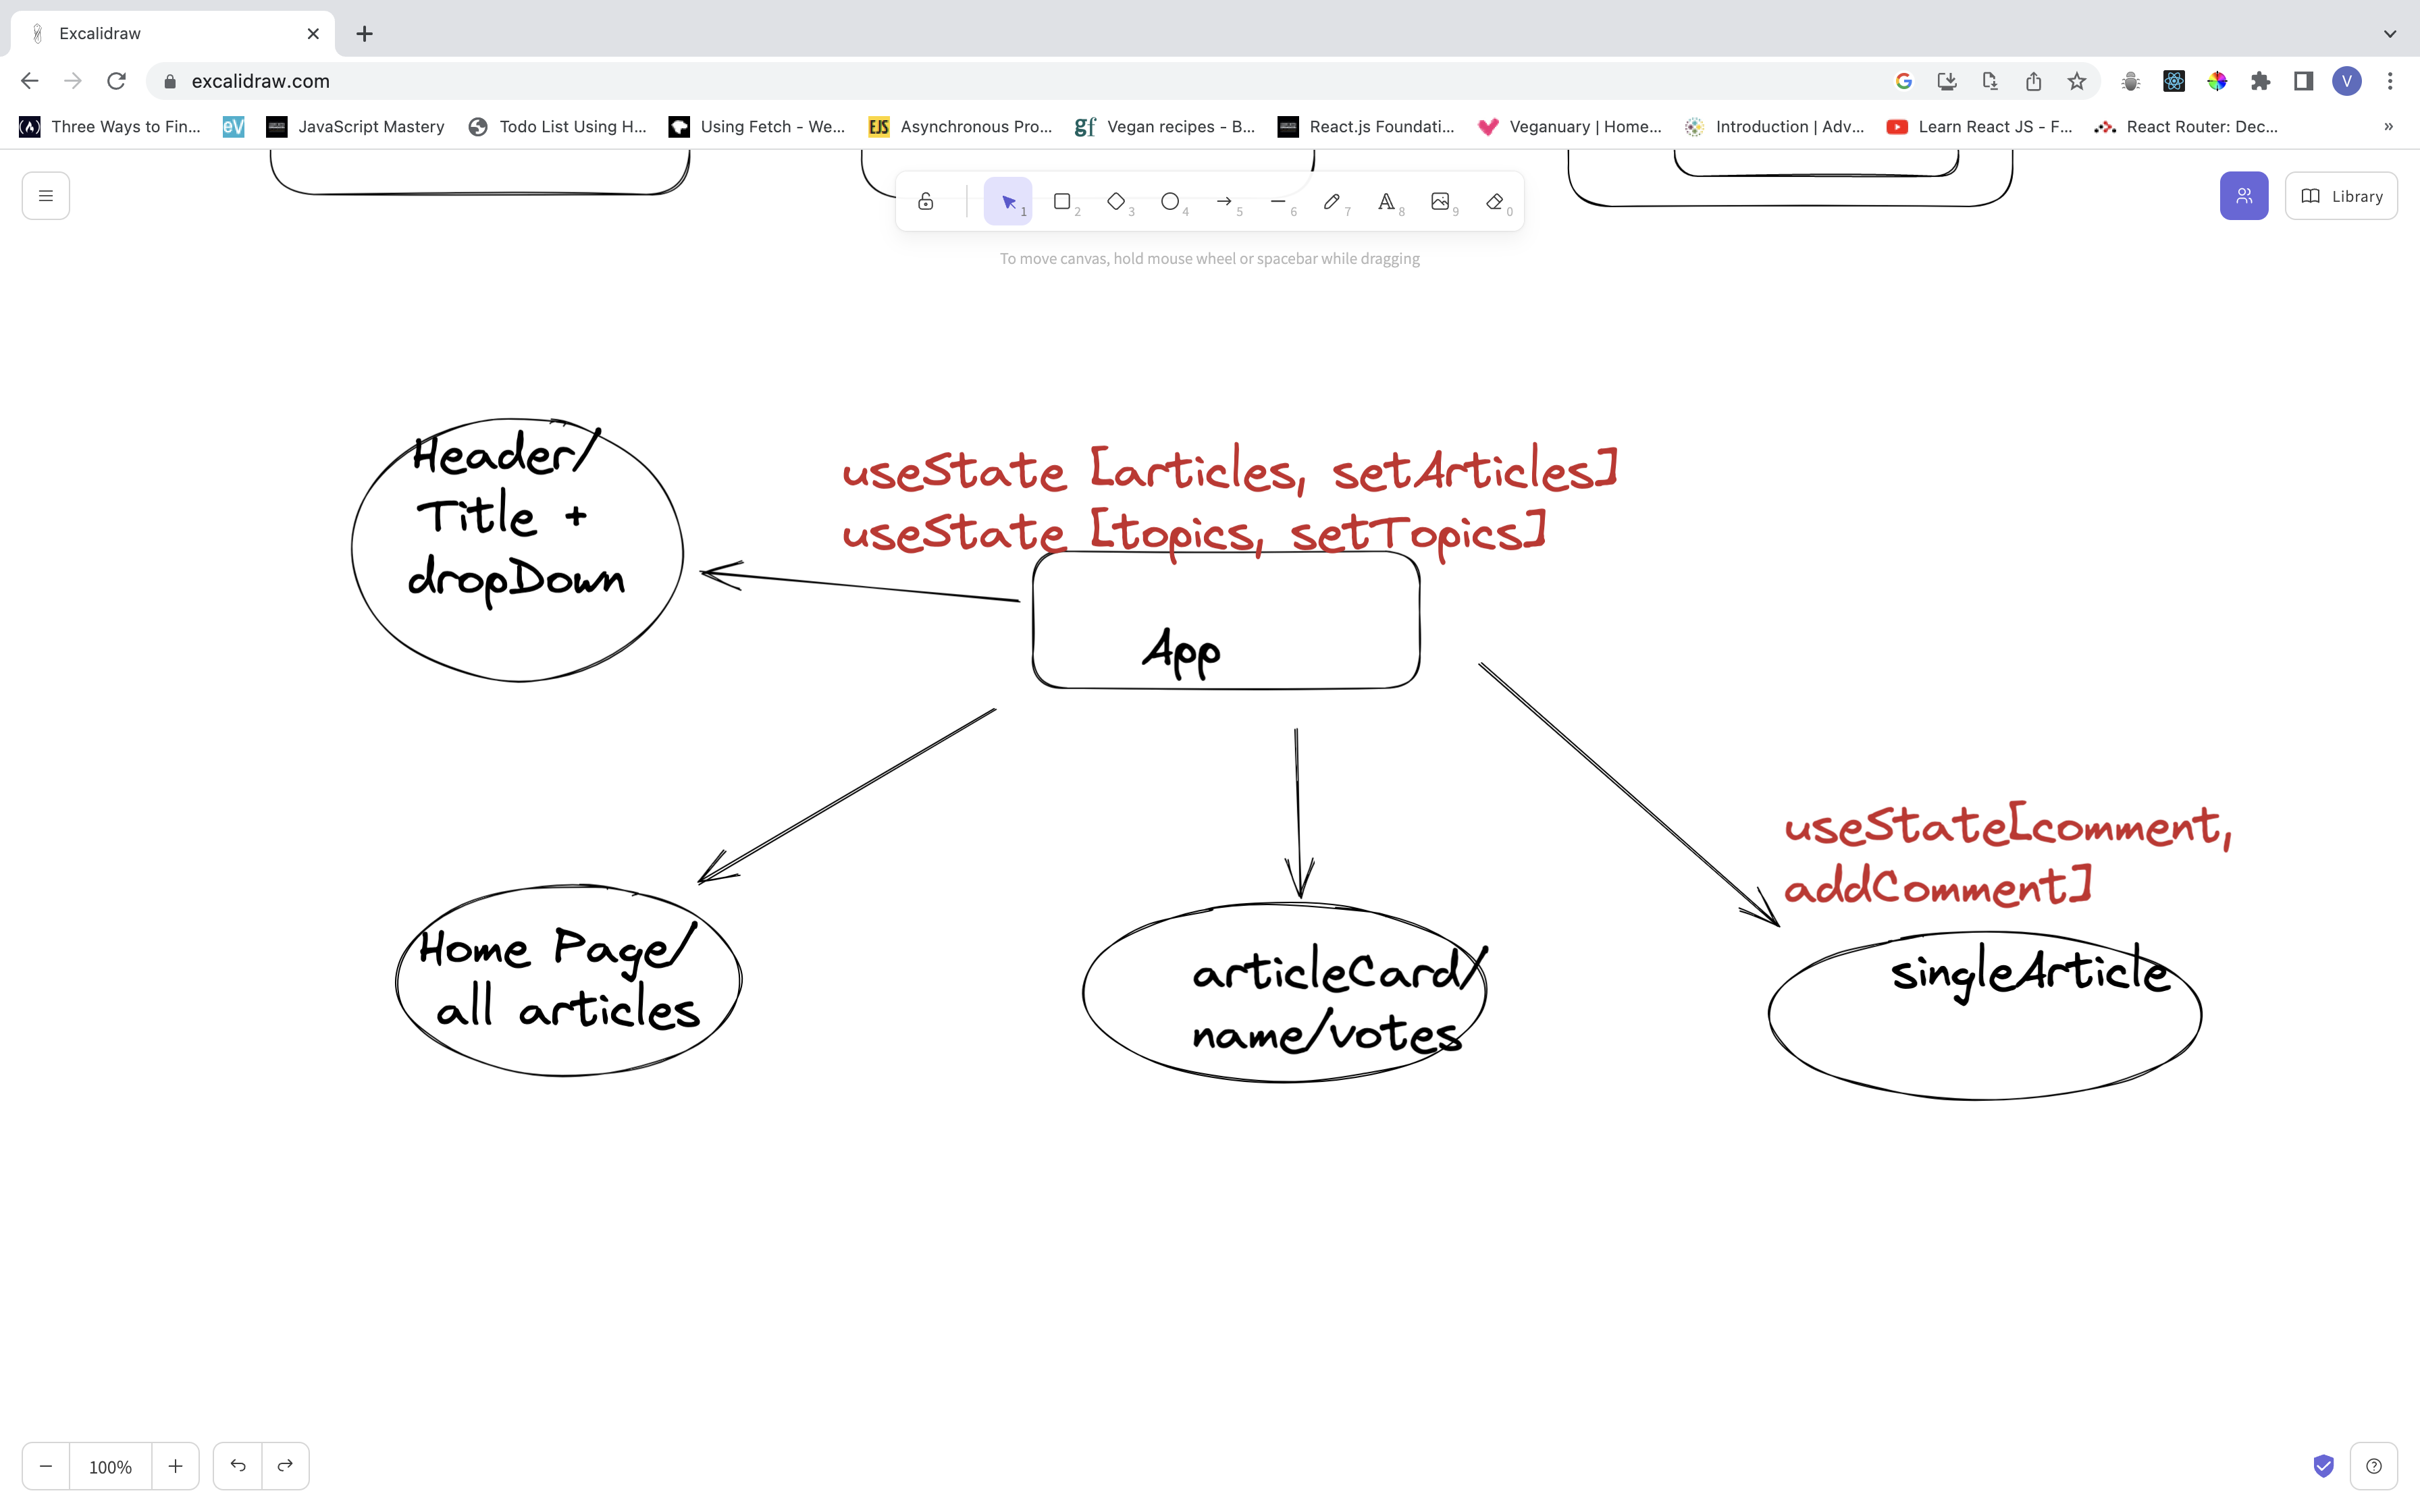 Excalidraw
excalidraw.com
V
Three Ways to Fin...
eV
JavaScript Mastery
Todo List Using H...
Using Fetch - We...
EJS
Asynchronous Pro...
gf
Vegan recipes - B...
React.js Foundati...
Veganuary | Home...
Introduction | Adv...
Learn React JS - F...
React Router: Dec...
»
1
2
3
4
5
6
7
A 8
9
0
Library
To move canvas, hold mouse wheel or spacebar while dragging
Header/
Title +
dropDown
useState [articles, setArticles]
useState [topics, setTopics]
App
useState[comment,
addComment]
Home Page/
all articles
articleCard/
name/votes
singleArticle
100%